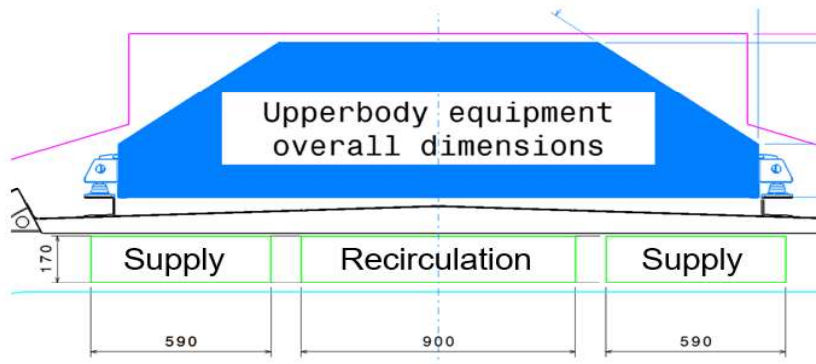 Upperbody equipment
overall dimensions
170
Supply
Recirculation
Supply
590
900
590